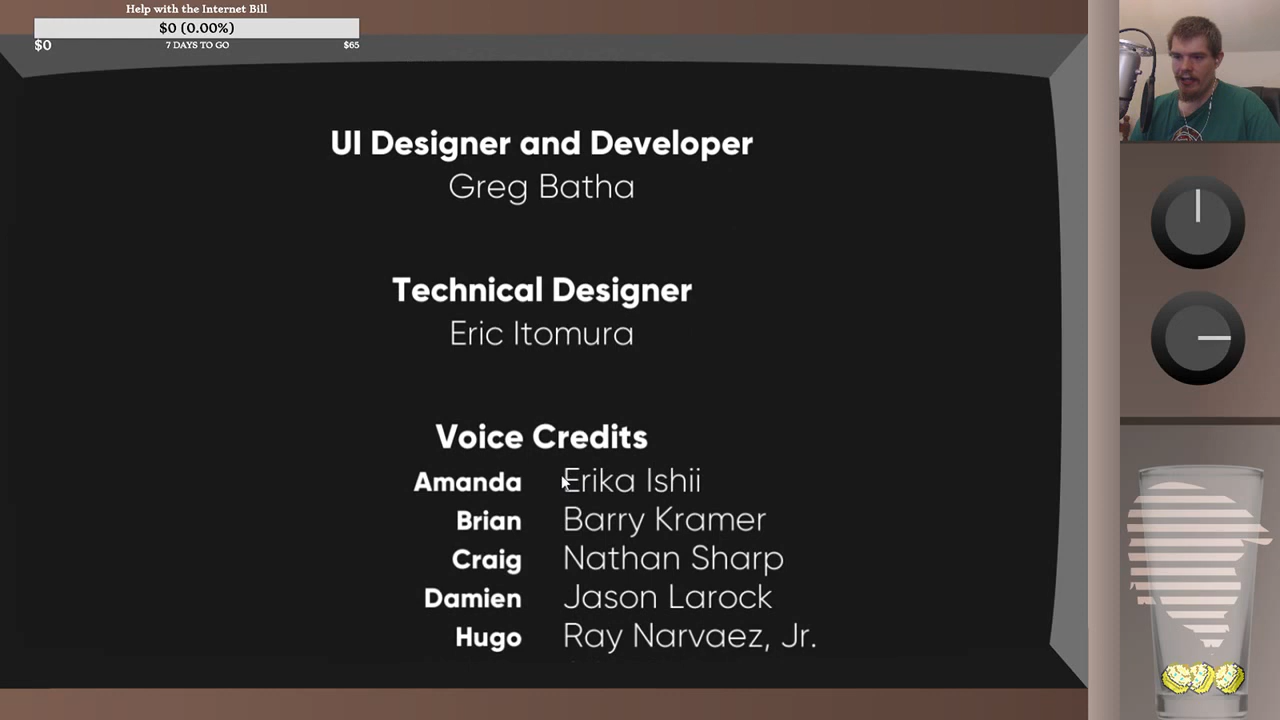 Help with the Internet Bill
$0 (0.00%)
$0 7 DAYS TO GO $65
UI Designer and Developer
Greg Batha
Technical Designer
Eric Itomura
Voice Credits
Amanda Erika Ishii
Brian Barry Kramer
Craig Nathan Sharp
Damien Jason Larock
Hugo Ray Narvaez, Jr.